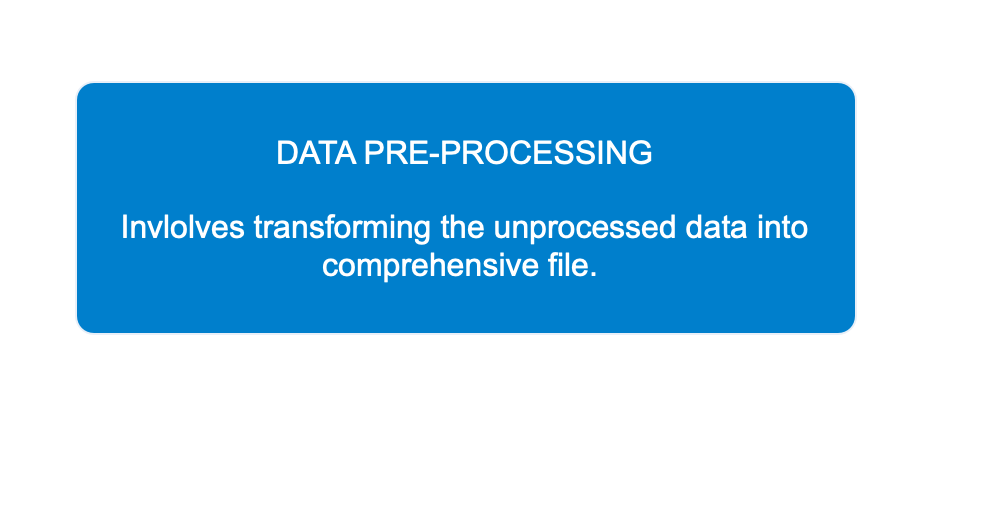 DATA PRE-PROCESSING
Invlolves transforming the unprocessed data into
comprehensive file.